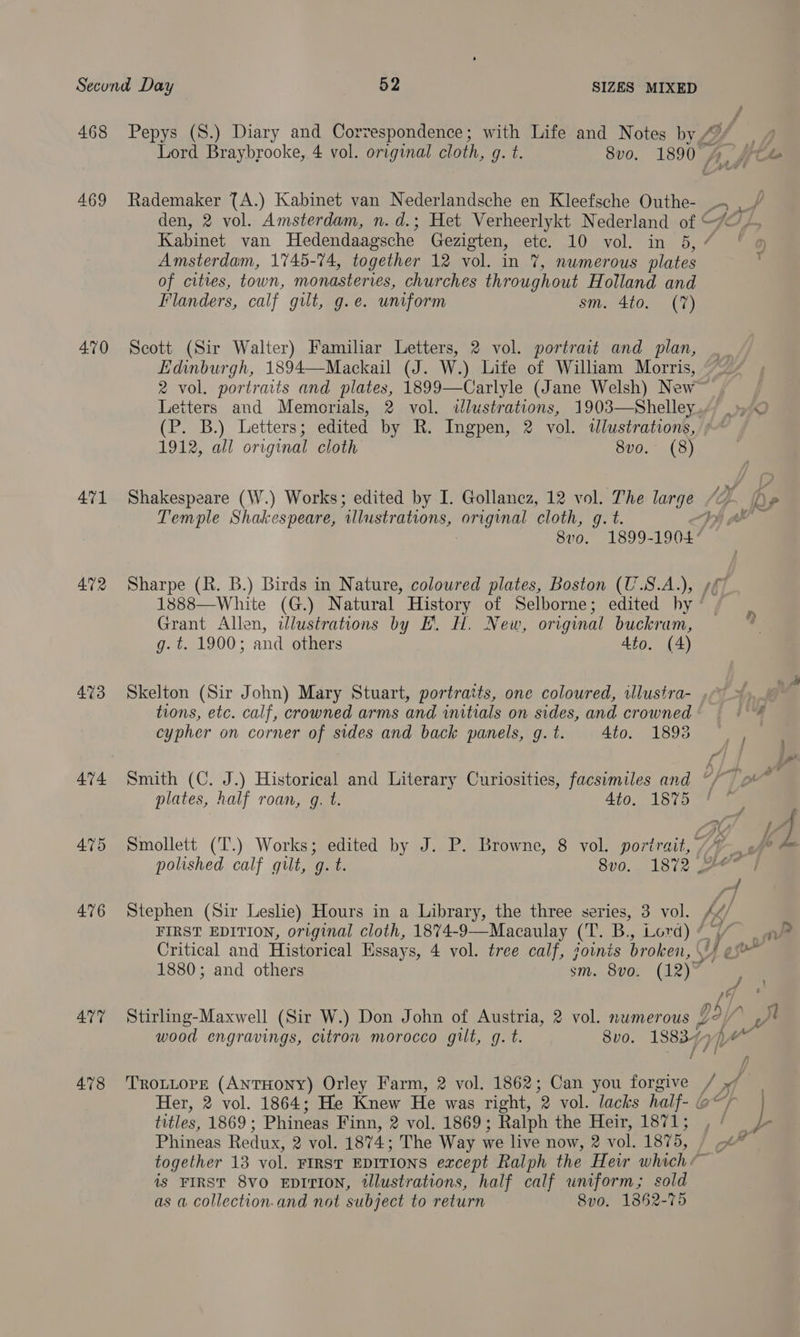 Second Day 52 SIZES MIXED
468 Pepys (S.) Diary and Correspondence; with Life and Notes by
Lord Braybrooke, 4 vol. original cloth, g. t. 8vo. 1890
469 Rademaker (A.) Kabinet van Nederlandsche en Kleefsche Outhe-
den, 2 vol. Amsterdam, n. d.; Het Verheerlykt Nederland of
Kabinet van Hedendaagsche Gezigten, etc. 10 vol. in 5,
Amsterdam, 1745-74, together 12 vol. in 7, numerous plates
of cities, town, monasteries, churches throughout Holland and
Flanders, calf gilt, g. e. uniform sm. 4to. (7)
470 Scott (Sir Walter) Familiar Letters, 2 vol. portrait and plan,
Edinburgh, 1894—Mackail (J. W.) Life of William Morris,
2 vol. portraits and plates, 1899—Carlyle (Jane Welsh) New
Letters and Memorials, 2 vol. illustrations, 1903—Shelley
(P. B.) Letters; edited by R. Ingpen, 2 vol. illustrations,
1912, all original cloth 8vo. (8)
471 Shakespeare (W.) Works; edited by I. Gollancz, 12 vol. The large
Temple Shakespeare, illustrations, original cloth, g. t.
8vo. 1899-1904
472 Sharpe (R. B.) Birds in Nature, coloured plates, Boston (U.S.A.),
1888—White (G.) Natural History of Selborne; edited by
Grant Allen, illustrations by E. H. New, original buckram,
g. t. 1900; and others 4to. (4)
473 Skelton (Sir John) Mary Stuart, portraits, one coloured, illustra-
tions, etc. calf, crowned arms and initials on sides, and crowned
cypher on corner of sides and back panels, g. t. 4to. 1893
474 Smith (C. J.) Historical and Literary Curiosities, facsimiles and
plates, half roan, g. t. 4to. 1875
475 Smollett (T.) Works; edited by J. P. Browne, 8 vol. portrait,
polished calf gilt, g. t. 8vo. 1872
476 Stephen (Sir Leslie) Hours in a Library, the three series, 3 vol.
FIRST EDITION, original cloth, 1874-9—Macaulay (T. B., Lord)
Critical and Historical Essays, 4 vol. tree calf, joints broken,
1880; and others sm. 8vo. (12)
477 Stirling-Maxwell (Sir W.) Don John of Austria, 2 vol. numerous
wood engravings, citron morocco gilt, g. t. 8vo. 1883
478 TROLLOPE (ANTHONY) Orley Farm, 2 vol. 1862; Can you forgive
Her, 2 vol. 1864; He Knew He was right, 2 vol. lacks half-
titles, 1869; Phineas Finn, 2 vol. 1869; Ralph the Heir, 1871;
Phineas Redux, 2 vol. 1874; The Way we live now, 2 vol. 1875,
together 13 vol. FIRST EDITIONS except Ralph the Heir which
is FIRST 8VO EDITION, illustrations, half calf uniform; sold
as a collection and not subject to return 8vo. 1862-75